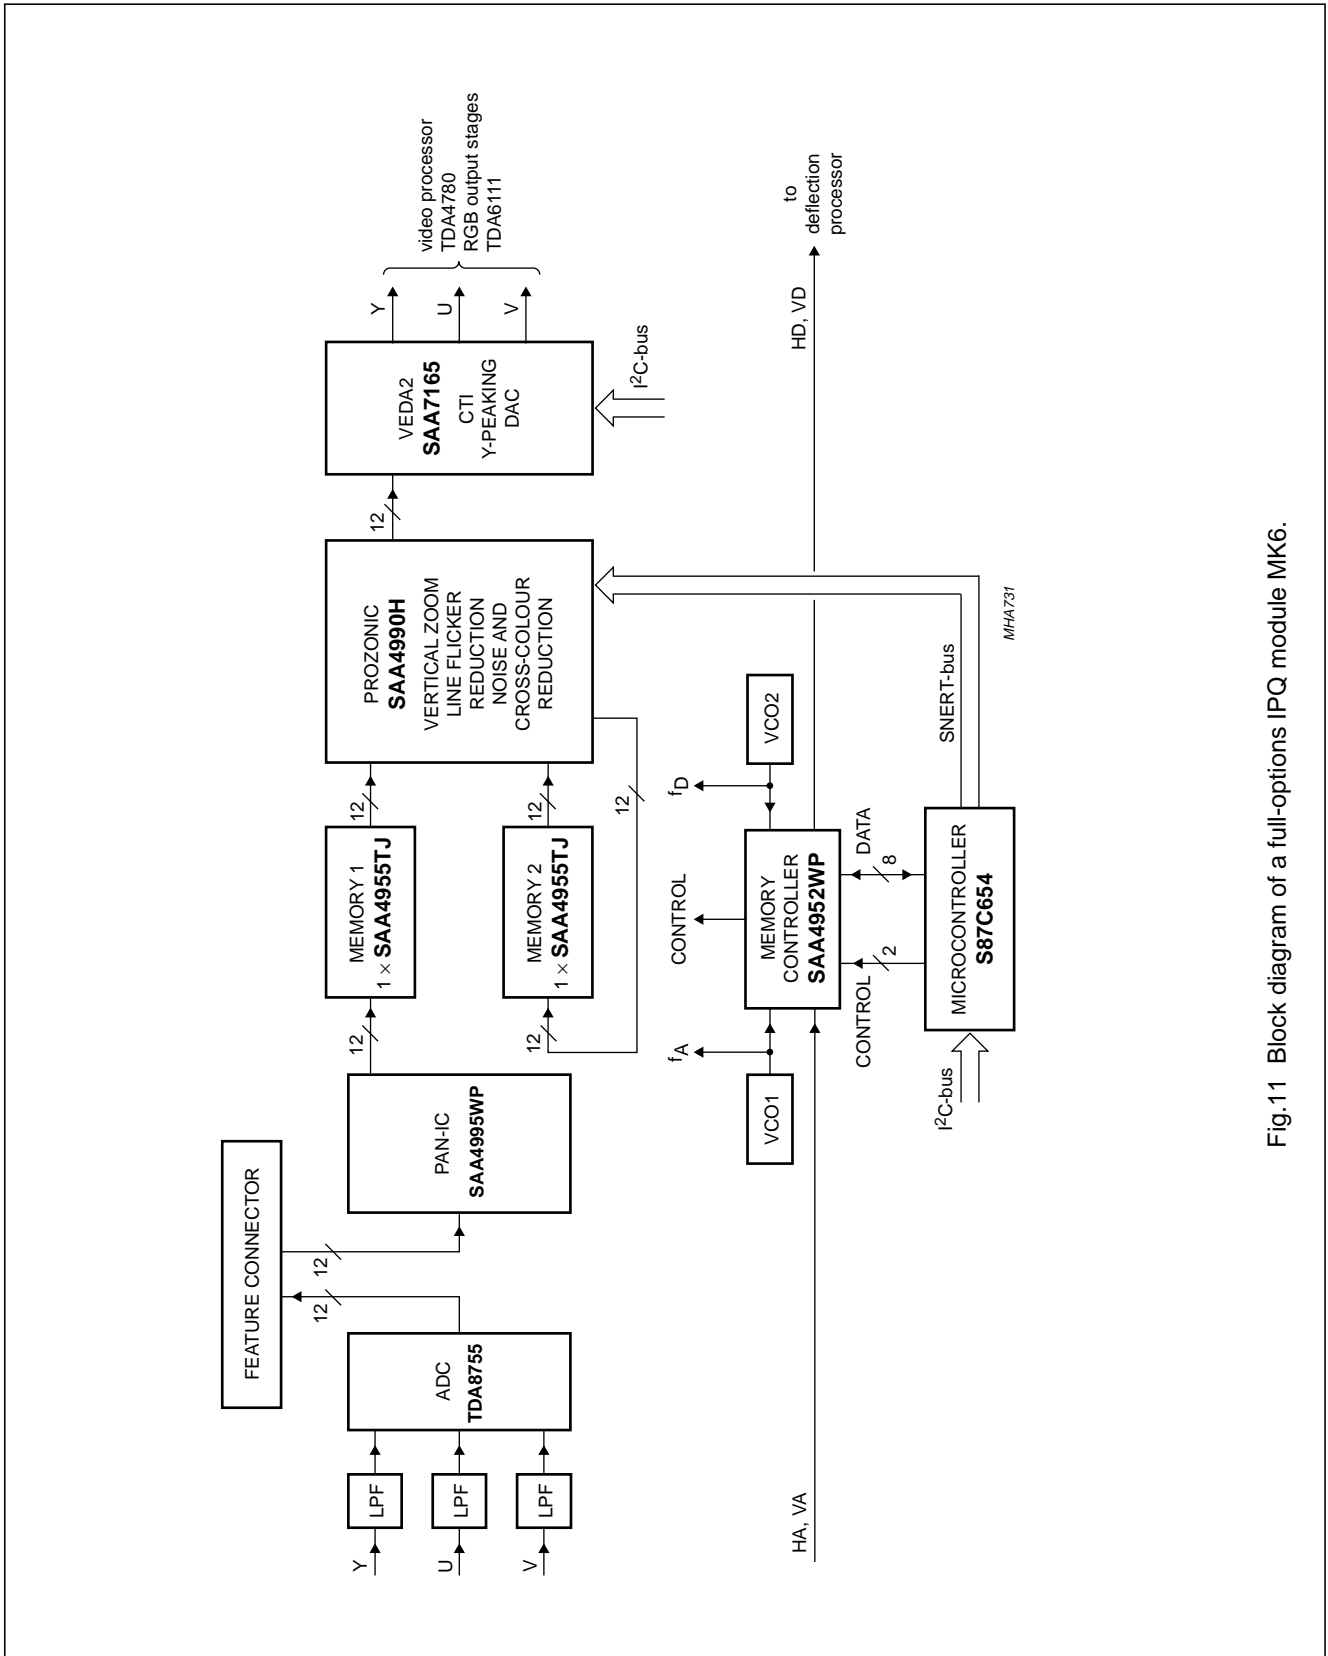 Y
U
V
LPF
LPF
LPF
ADC
TDA8755
12
12
FEATURE CONNECTOR
PAN-IC
SAA4995WP
12
MEMORY 1
1 × SAA4955TJ
12
12
MEMORY 2
1 × SAA4955TJ
12
12
PROZONIC
SAA4990H
VERTICAL ZOOM
LINE FLICKER
REDUCTION
NOISE AND
CROSS-COLOUR
REDUCTION
12
VEDA2
SAA7165
CTI
Y-PEAKING
DAC
I²C-bus
Y
U
V
video processor
TDA4780
RGB output stages
TDA6111
HA, VA
VCO1
fA
CONTROL
fD
VCO2
MEMORY
CONTROLLER
SAA4952WP
HD, VD
to
deflection
processor
CONTROL
2
DATA
8
I²C-bus
MICROCONTROLLER
S87C654
SNERT-bus
MHA731
Fig.11 Block diagram of a full-options IPQ module MK6.